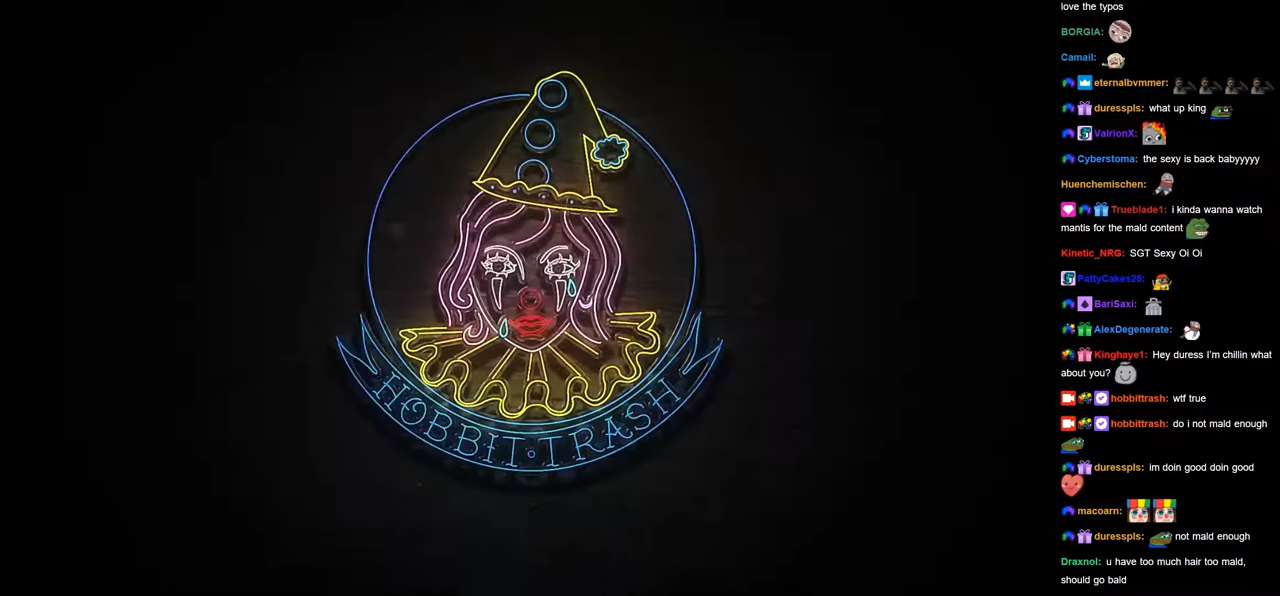 HOBBIT·TRASH
love the typos
BORGIA:
Camail:
eternalbvmmer:
duresspls: what up king
ValrionX:
Cyberstoma: the sexy is back babyyyyy
Huenchemischen:
Trueblade1: i kinda wanna watch
mantis for the mald content
Kinetic_NRG: SGT Sexy Oi Oi
PattyCakes28:
BariSaxi:
AlexDegenerate:
Kinghaye1: Hey duress I'm chillin what
about you?
hobbittrash: wtf true
hobbittrash: do i not mald enough
duresspls: im doin good doin good
macoarn:
duresspls: not mald enough
Draxnol: u have too much hair too mald,
should go bald